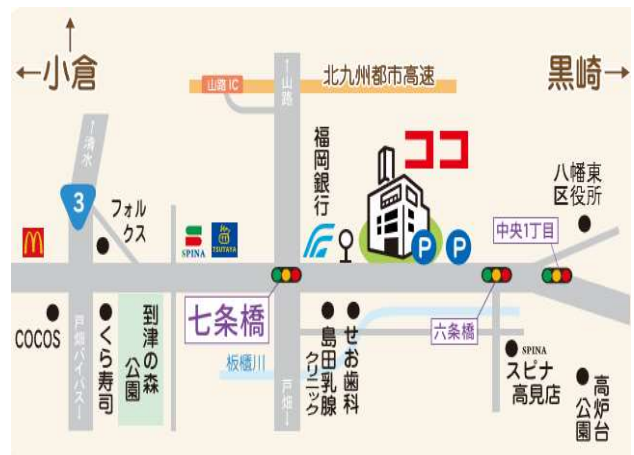 ←小倉
北九州都市高速
黒崎→
山路IC
↑山路
↑清水
3
フォルクス
福岡銀行
ココ
八幡東
区役所
中央1丁目
M
SPINA
TSUTAYA
P
P
COCOS
戸畑バイパス→
くら寿司
到津の森
公園
七条橋
板櫃川
戸畑→
島田乳腺
クリニック
せお歯科
六条橋
SPINA
スピナ
高見店
高炉台
公園